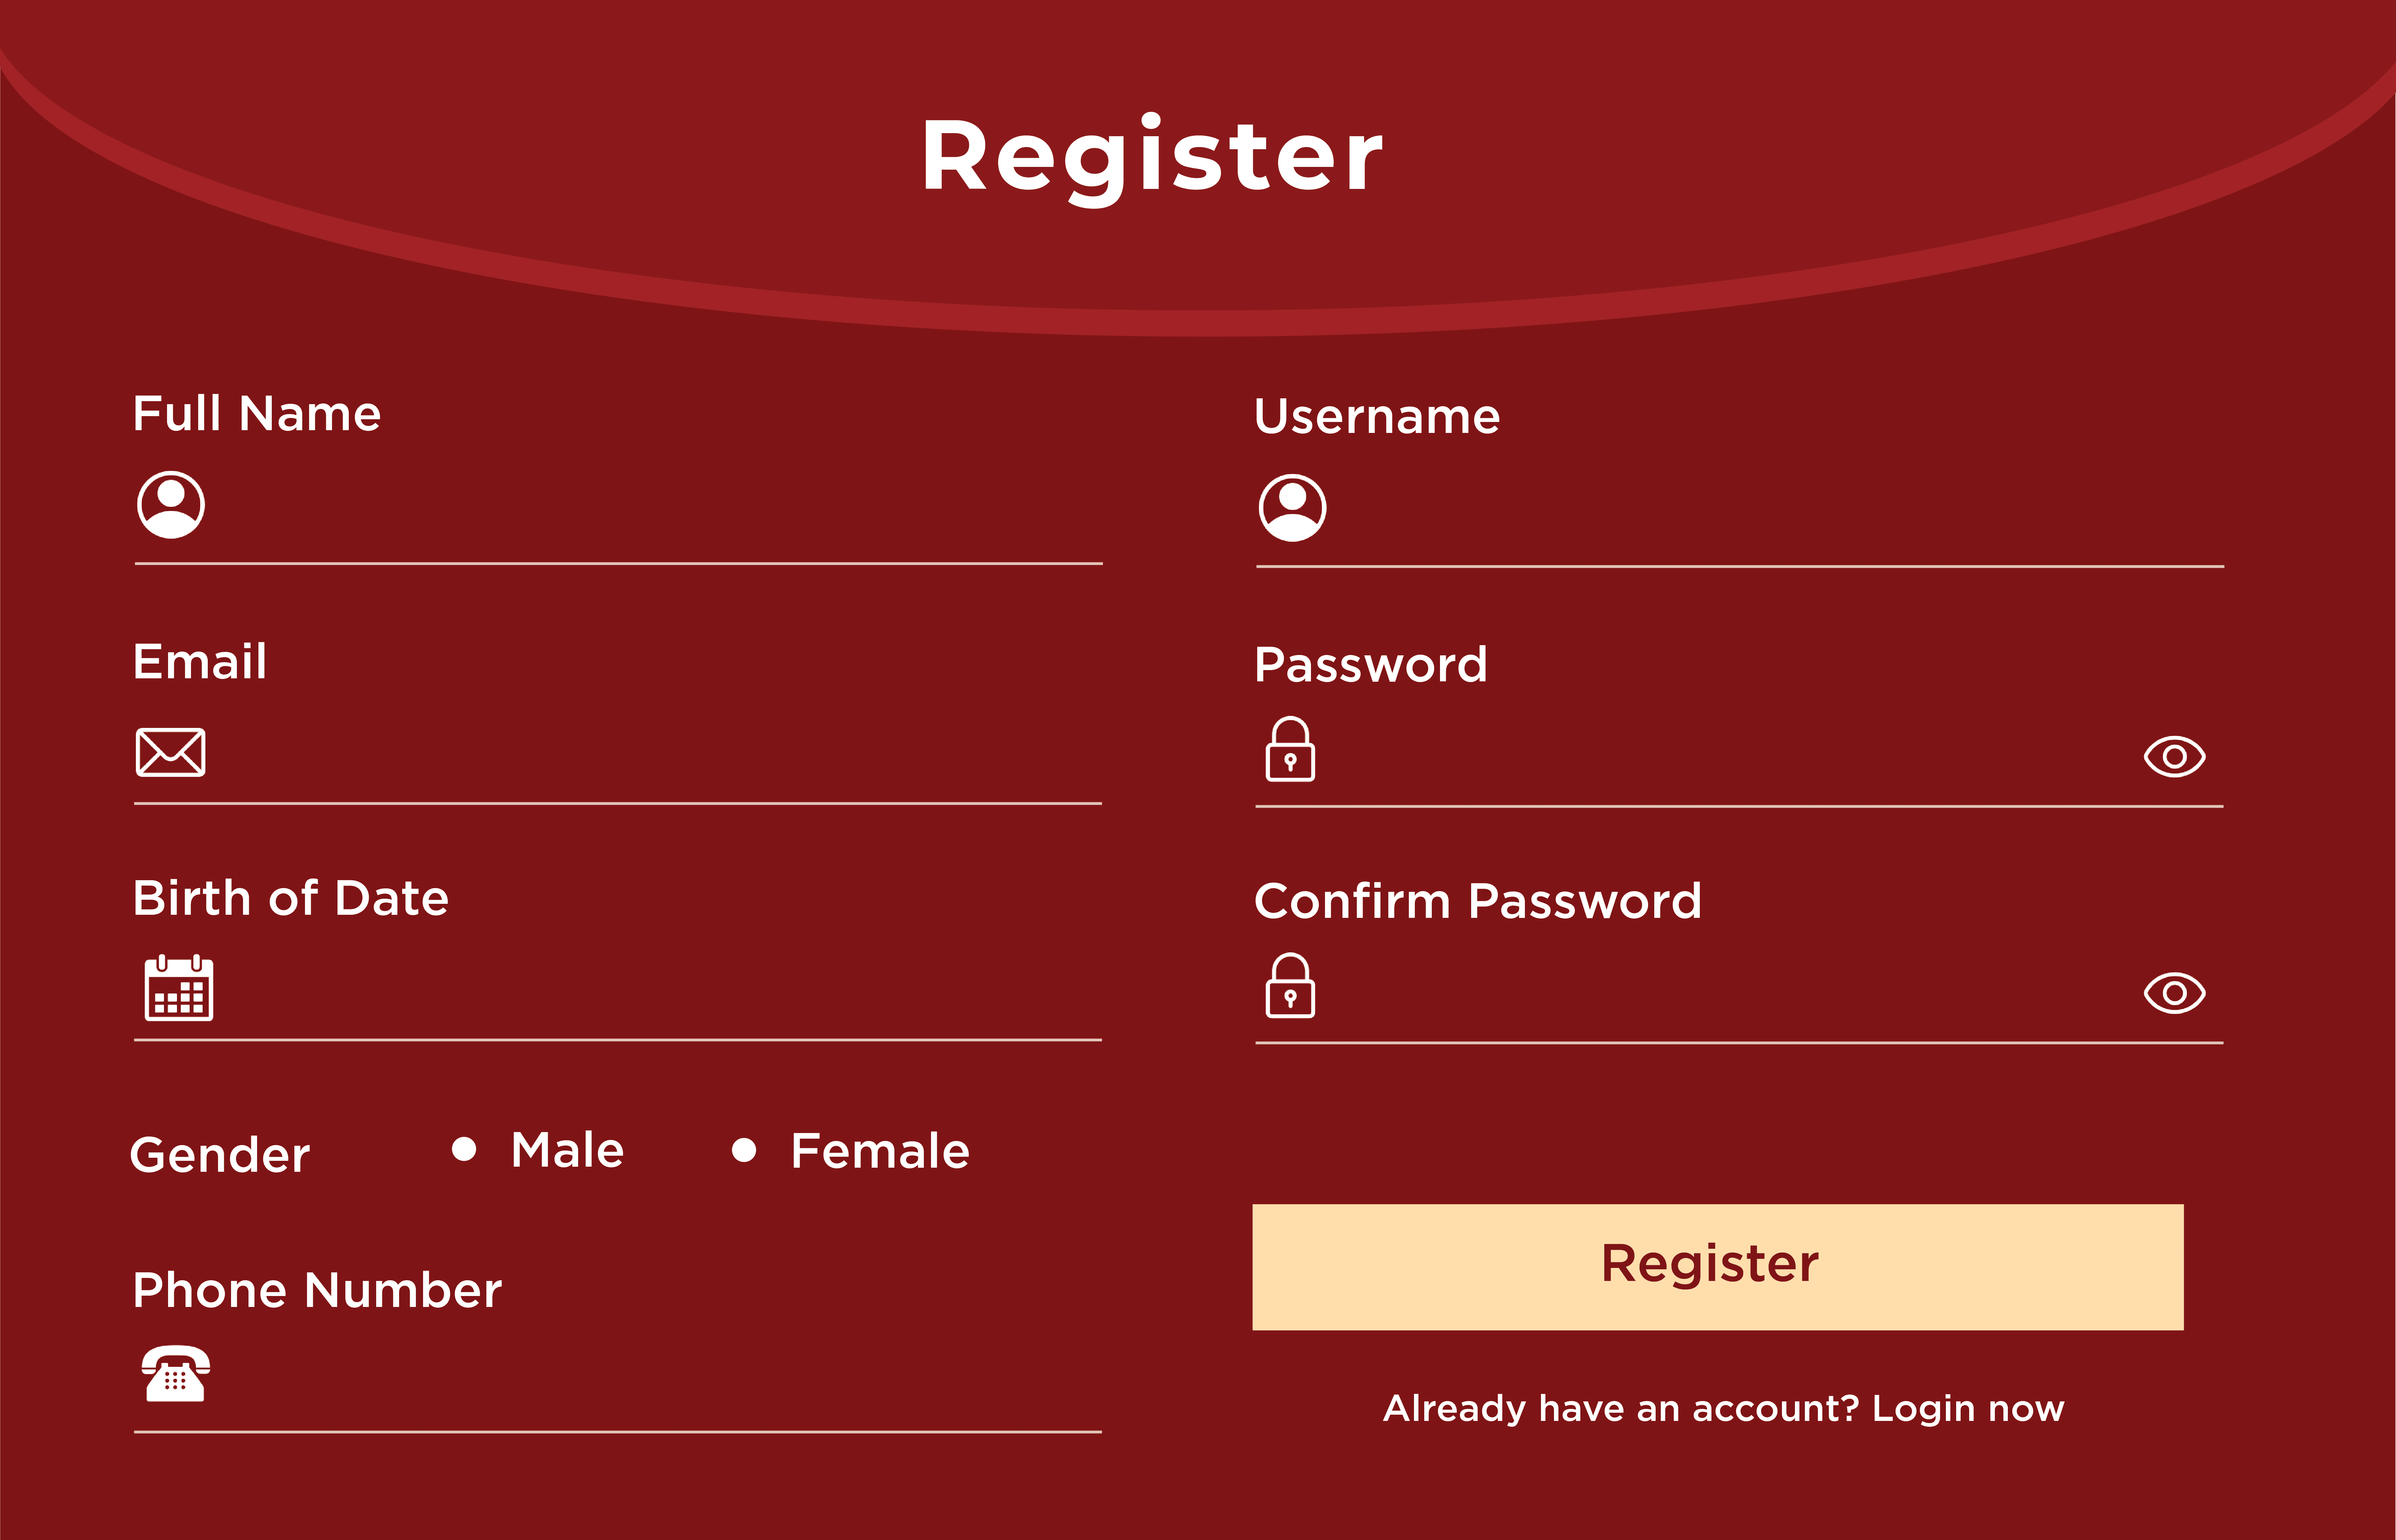 Register
Full Name
Email
Birth of Date
Gender
Male
Female
Phone Number
Username
Password
Confirm Password
Register
Already have an account? Login now